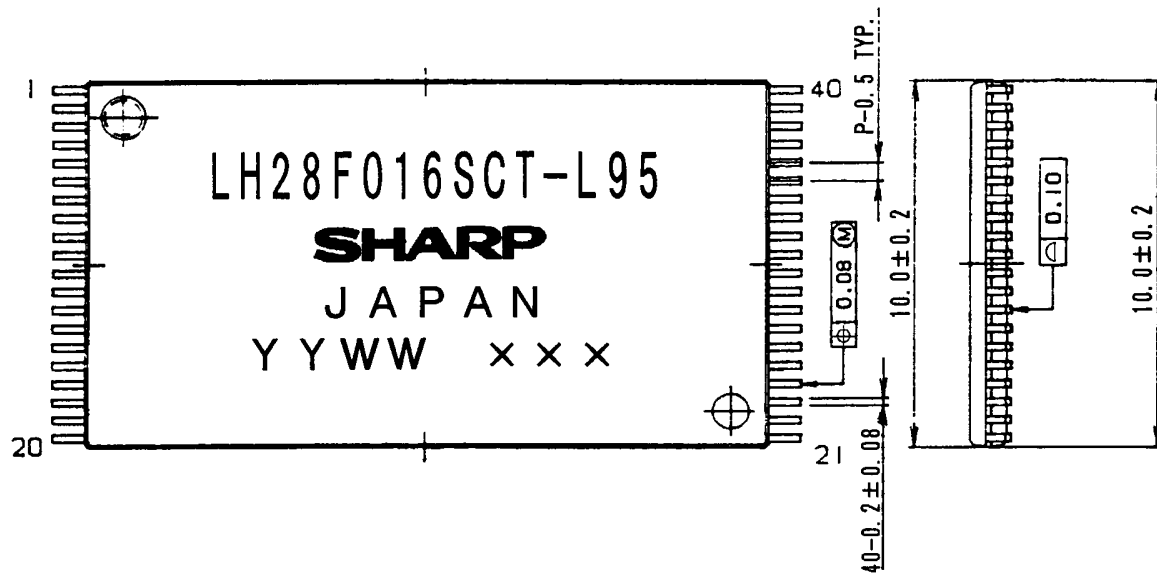 1
40
LH28F016SCT-L95
SHARP
JAPAN
YYWW ×××
20
21
P-0.5 TYP.
0.08 Ⓜ
40-0.2±0.08
10.0±0.2
0.10
10.0±0.2